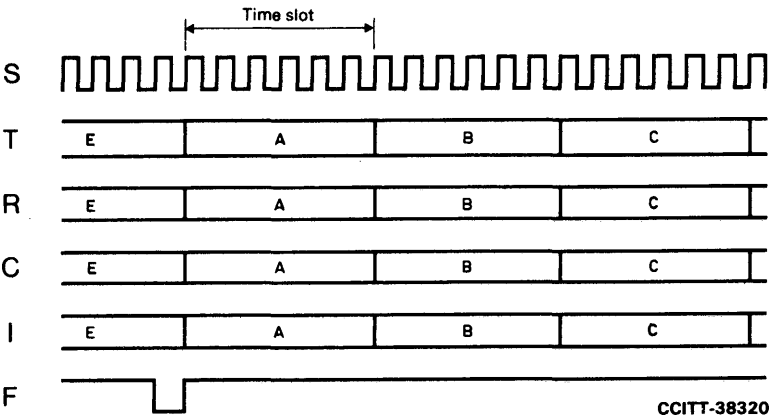 Time slot
S
T E A B C
R E A B C
C E A B C
I E A B C
F
CCITT-38320